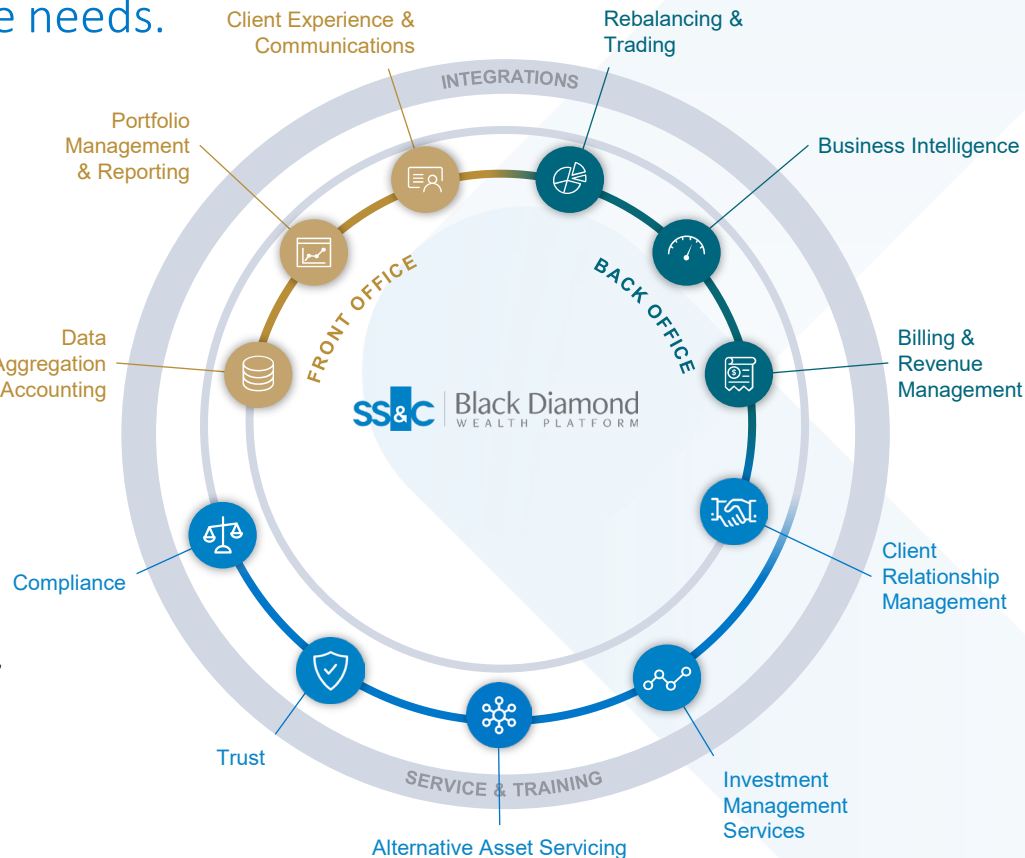 e needs.
Client Experience &
Communications
Rebalancing &
Trading
INTEGRATIONS
Portfolio
Management
& Reporting
Business Intelligence
FRONT OFFICE
BACK OFFICE
Data
Aggregation
Accounting
Billing &
Revenue
Management
SS&C Black Diamond
WEALTH PLATFORM
Compliance
Client
Relationship
Management
Trust
SERVICE & TRAINING
Investment
Management
Services
Alternative Asset Servicing